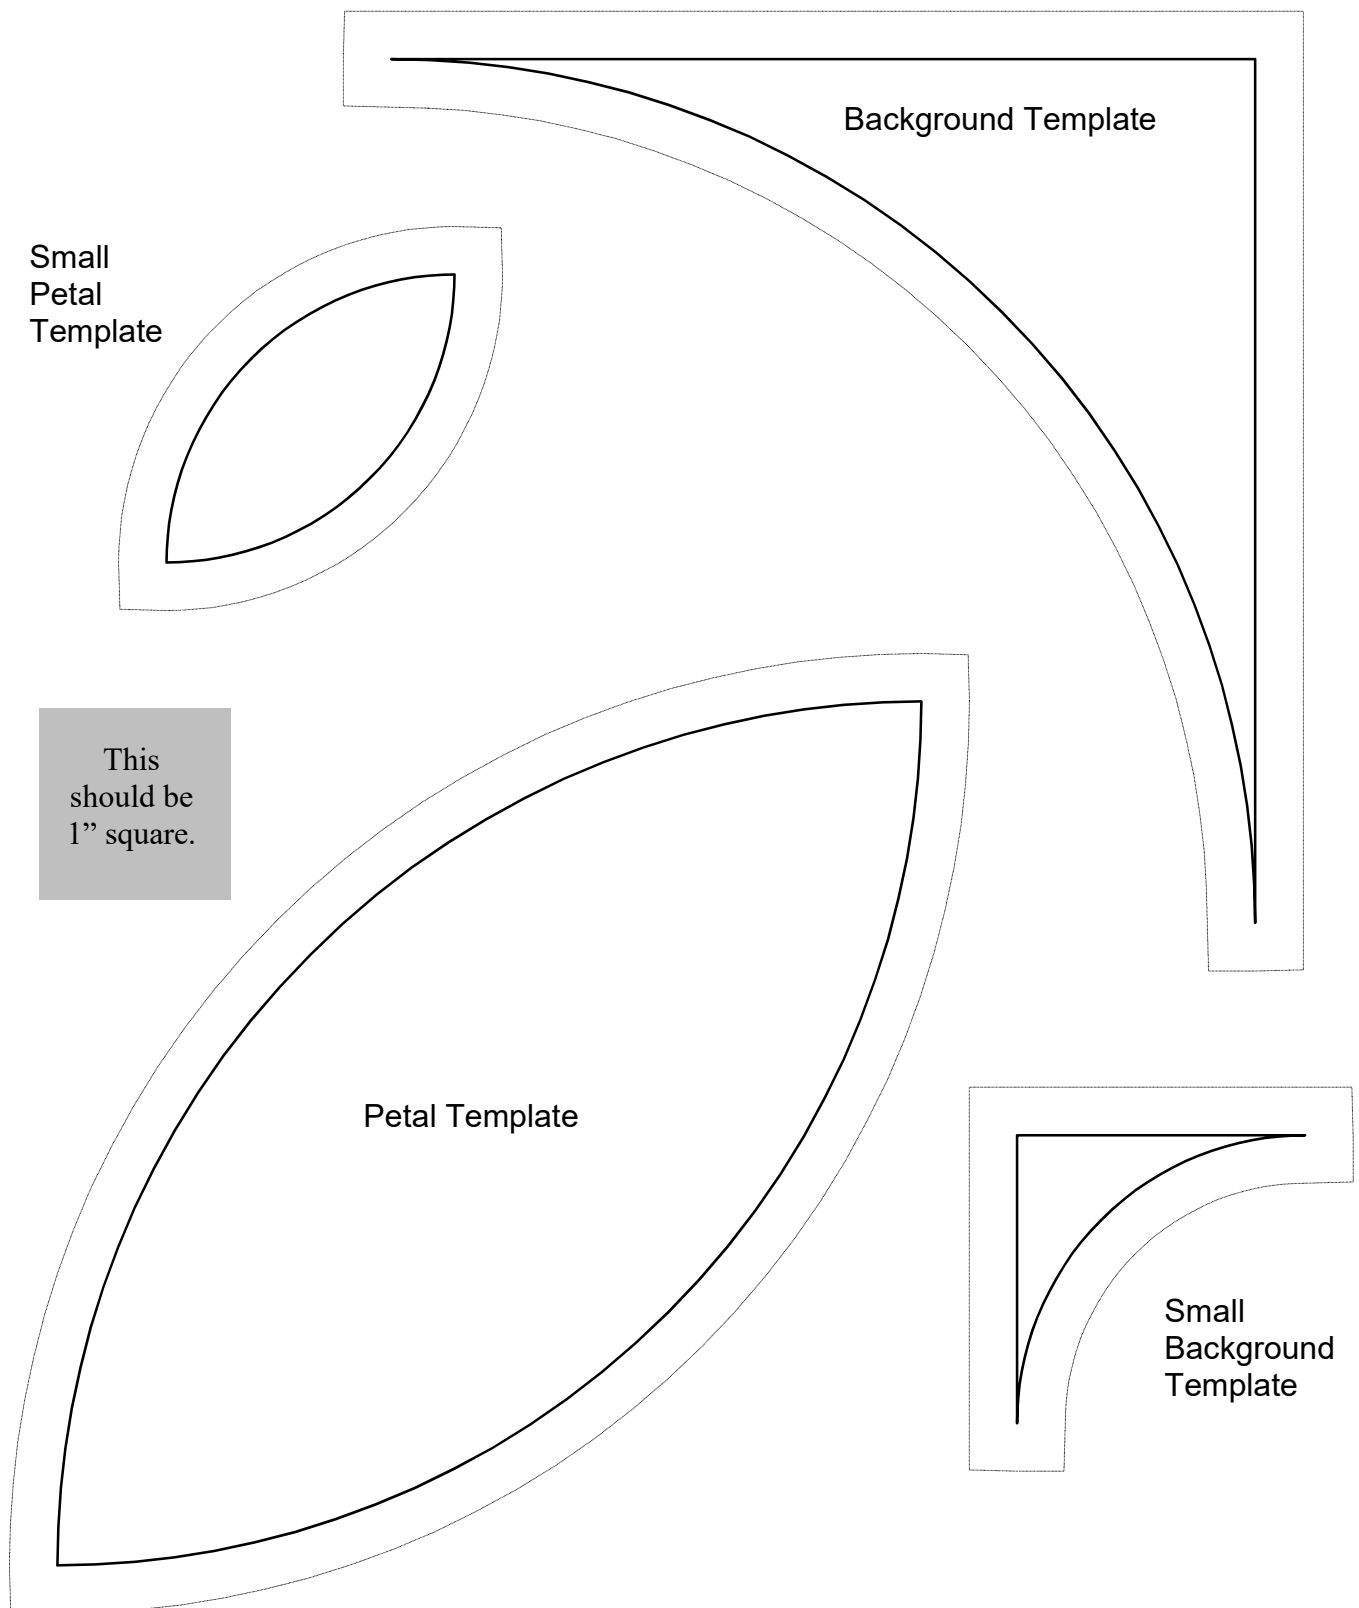 Background Template
Small
Petal
Template
This
should be
1” square.
Petal Template
Small
Background
Template